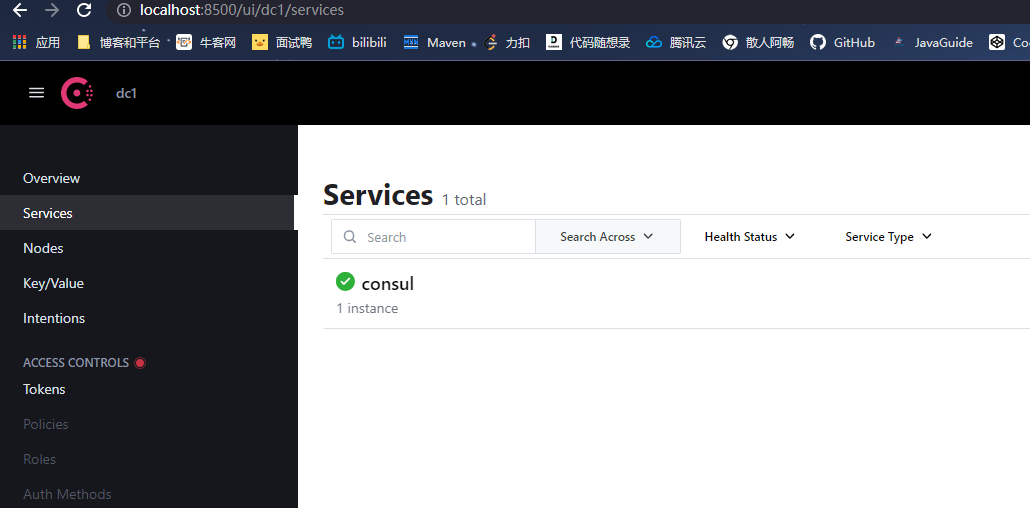 localhost:8500/ui/dc1/services
应用 博客和平台 牛客网 面试鸭 bilibili Maven 力扣 代码随想录 腾讯云 散人阿畅 GitHub JavaGuide Co
dc1
Overview
Services
Nodes
Key/Value
Intentions
ACCESS CONTROLS
Tokens
Policies
Roles
Auth Methods
Services 1 total
Search Search Across Health Status Service Type
consul
1 instance